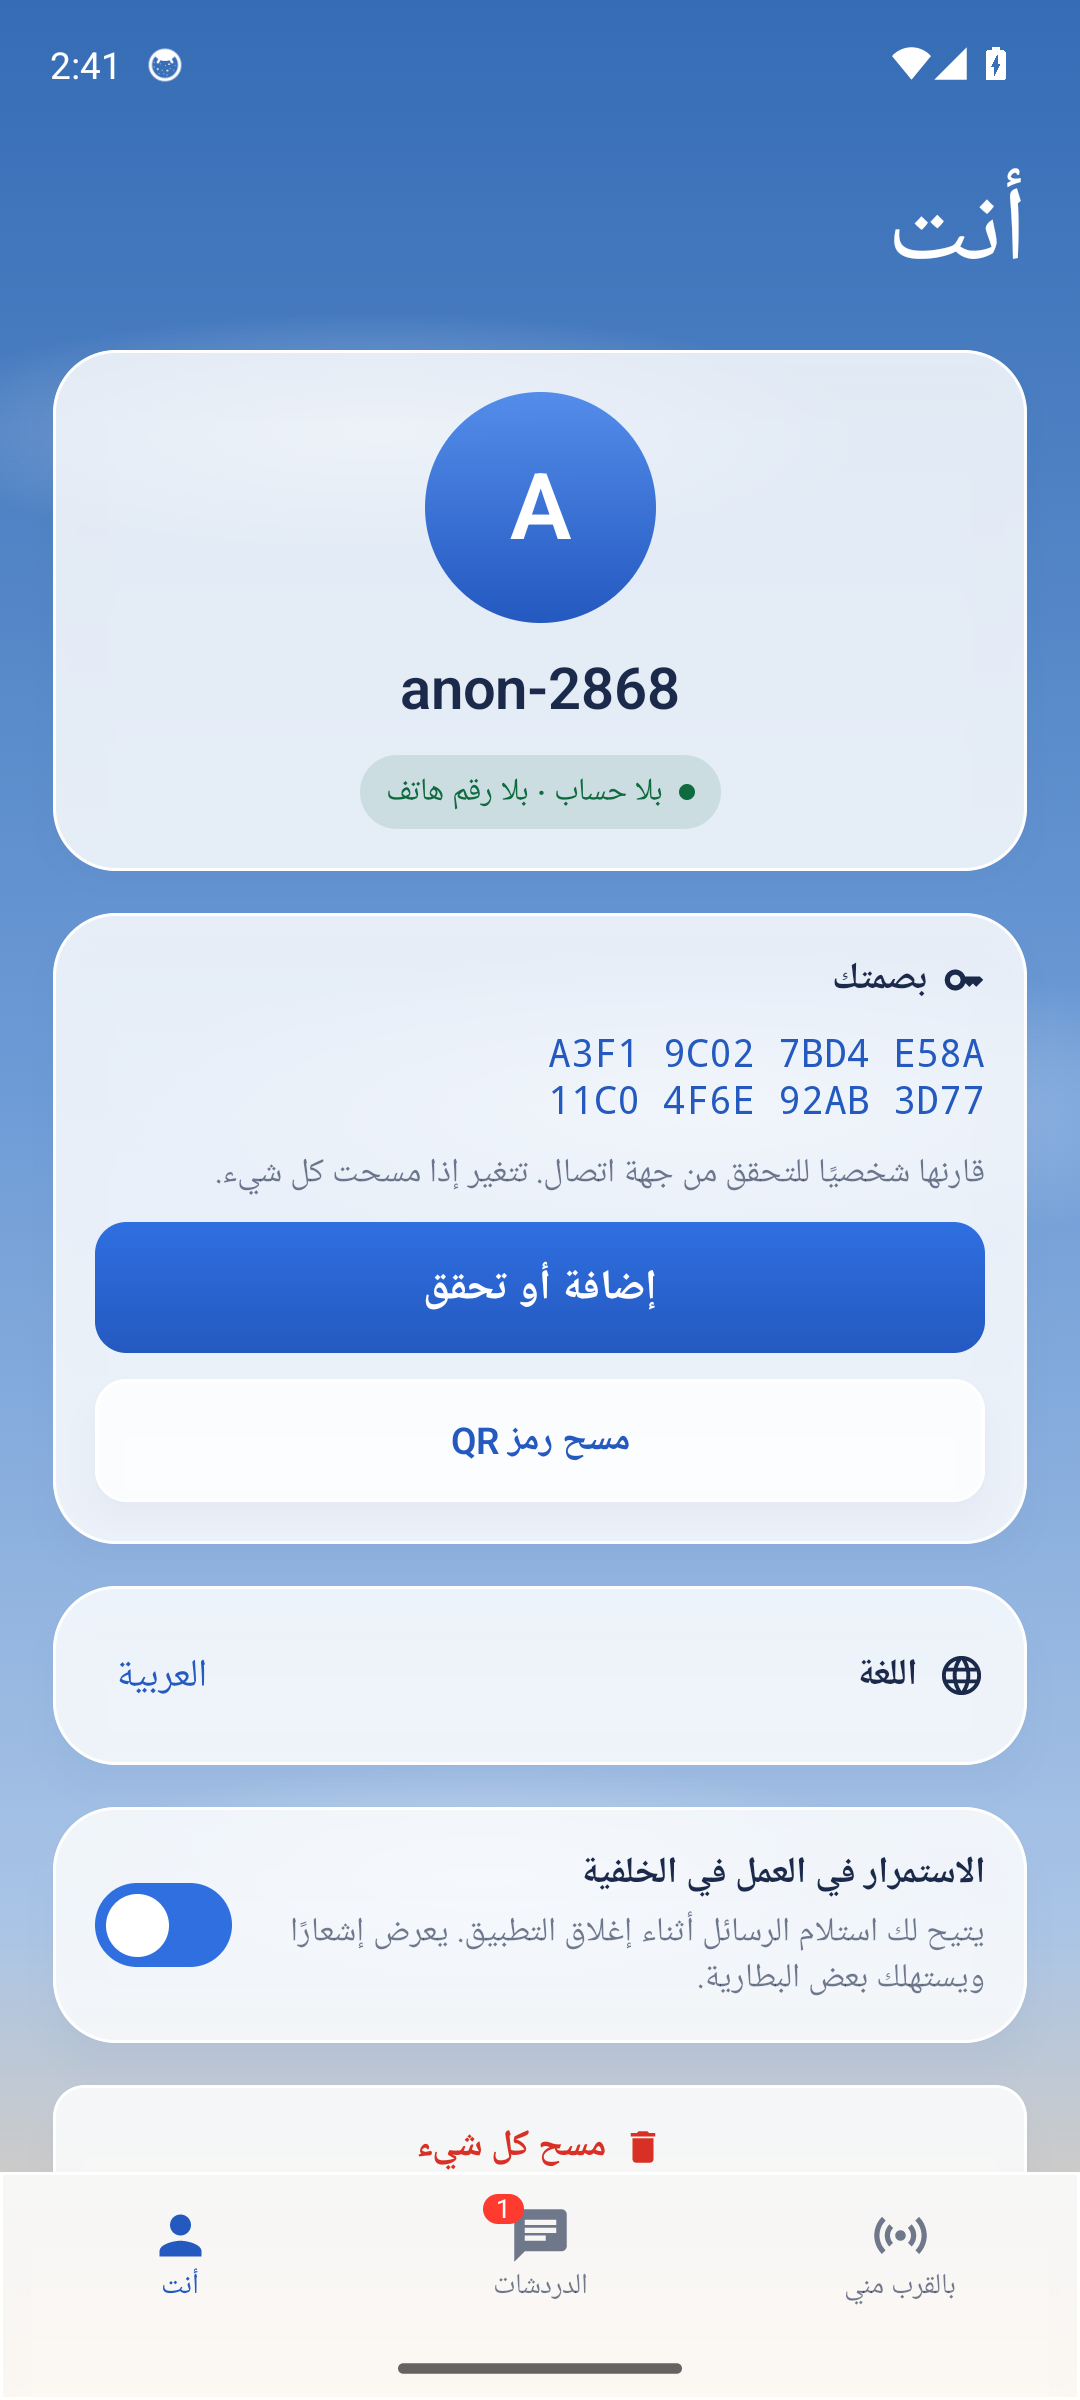 2:41
أنت
A
anon-2868
بلا حساب · بلا رقم هاتف
بصمتك
A3F1 9C02 7BD4 E58A
11C0 4F6E 92AB 3D77
قارنها شخصيًا للتحقق من جهة اتصال. تتغير إذا مسحت كل شيء.
إضافة أو تحقق
مسح رمز QR
اللغة
العربية
الاستمرار في العمل في الخلفية
يتيح لك استلام الرسائل أثناء إغلاق التطبيق. يعرض إشعارًا
ويستهلك بعض البطارية.
مسح كل شيء
بالقرب مني
1
الدردشات
أنت